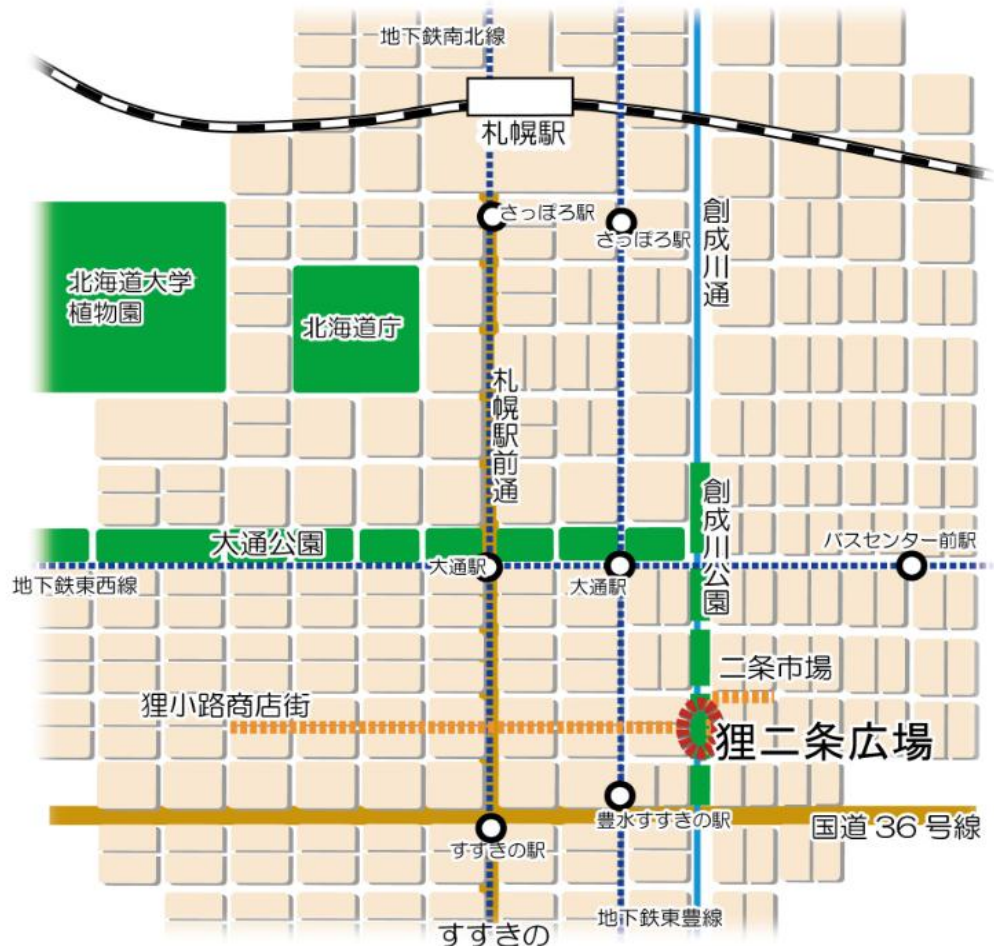 地下鉄南北線
札幌駅
さっぽろ駅
さっぽろ駅
創成川通
北海道大学
植物園
北海道庁
札幌駅前通
創成川公園
大通公園
バスセンター前駅
大通駅
大通駅
地下鉄東西線
二条市場
狸小路商店街
狸二条広場
豊水すすきの駅
国道36号線
すすきの駅
地下鉄東豊線
すすきの